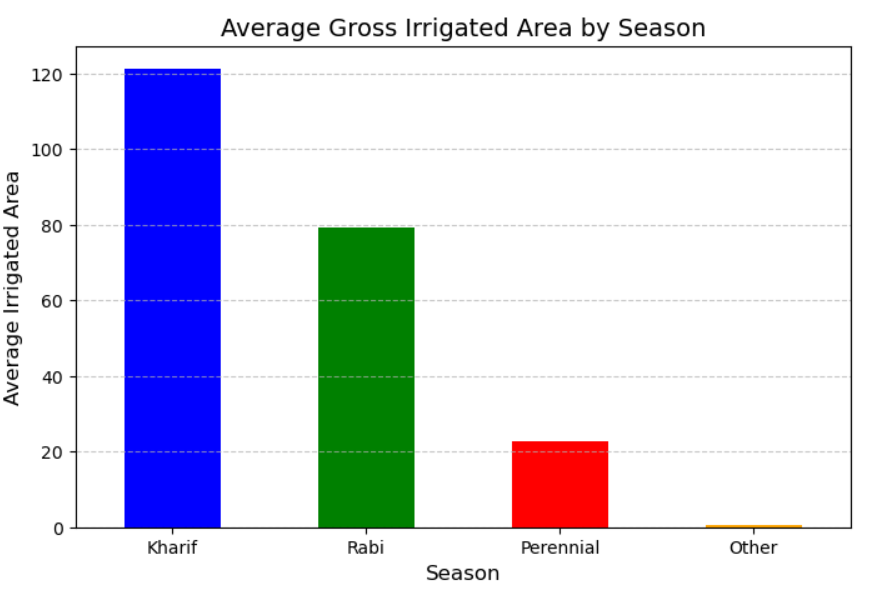 Average Gross Irrigated Area by Season
Average Irrigated Area
120
100
80
60
40
20
0
Kharif Rabi Perennial Other
Season